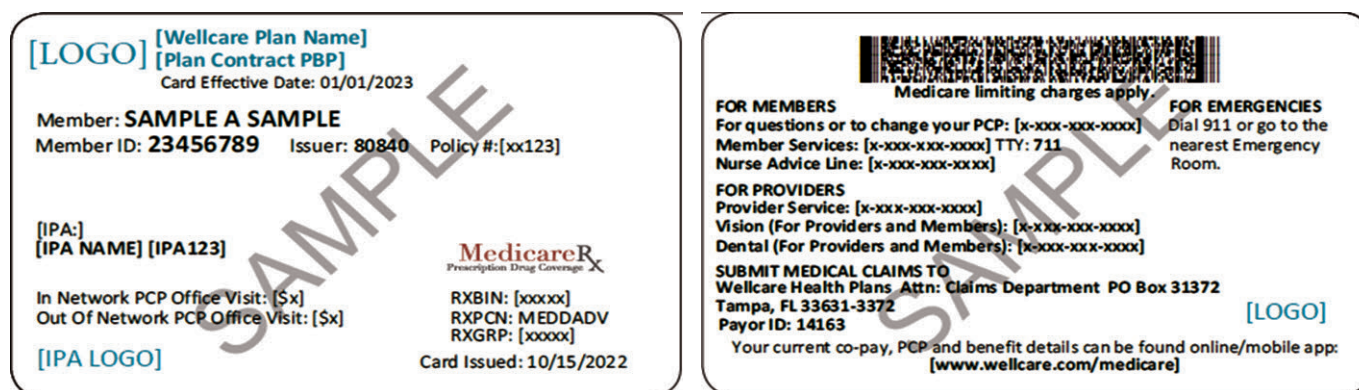 [LOGO]
[Wellcare Plan Name]
[Plan Contract PBP]
Card Effective Date: 01/01/2023
Member: SAMPLE A SAMPLE
Member ID: 23456789 Issuer: 80840 Policy #:[xx123]
[IPA:]
[IPA NAME] [IPA123]
MedicareRx
Prescription Drug Coverage
In Network PCP Office Visit: [$x]
Out Of Network PCP Office Visit: [$x]
RXBIN: [xxxxx]
RXPCN: MEDDADV
RXGRP: [xxxxx]
[IPA LOGO]
Card Issued: 10/15/2022
SAMPLE
Medicare limiting charges apply.
FOR MEMBERS
For questions or to change your PCP: [x-xxx-xxx-xxxx]
Member Services: [x-xxx-xxx-xxxx] TTY: 711
Nurse Advice Line: [x-xxx-xxx-xxxx]
FOR EMERGENCIES
Dial 911 or go to the
nearest Emergency
Room.
FOR PROVIDERS
Provider Service: [x-xxx-xxx-xxxx]
Vision (For Providers and Members): [x-xxx-xxx-xxxx]
Dental (For Providers and Members): [x-xxx-xxx-xxxx]
SUBMIT MEDICAL CLAIMS TO
Wellcare Health Plans Attn: Claims Department PO Box 31372
Tampa, FL 33631-3372
Payor ID: 14163
[LOGO]
Your current co-pay, PCP and benefit details can be found online/mobile app:
[www.wellcare.com/medicare]
SAMPLE